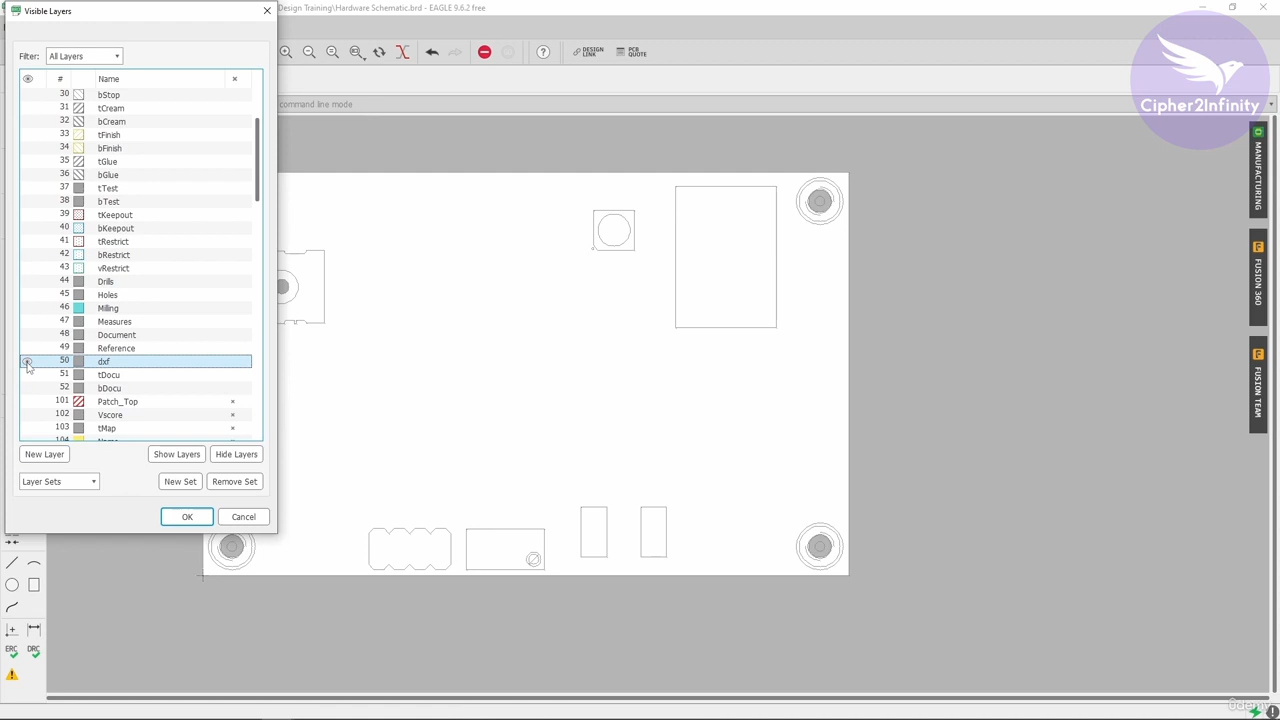 Visible Layers
Design Training\Hardware Schematic.brd - EAGLE 9.6.2 free
Filter: All Layers
DESIGN LINK
PCB QUOTE
# Name ×
30 bStop
31 tCream
32 bCream
33 tFinish
34 bFinish
35 tGlue
36 bGlue
37 tTest
38 bTest
39 tKeepout
40 bKeepout
41 tRestrict
42 bRestrict
43 vRestrict
44 Drills
45 Holes
46 Milling
47 Measures
48 Document
49 Reference
50 dxf
51 tDocu
52 bDocu
101 Patch_Top ×
102 Vscore ×
103 tMap ×
104
New Layer
Show Layers
Hide Layers
Layer Sets
New Set
Remove Set
OK
Cancel
command line mode
Cipher2Infinity
MANUFACTURING
FUSION 360
FUSION TEAM
ERC
DRC
ûdemy